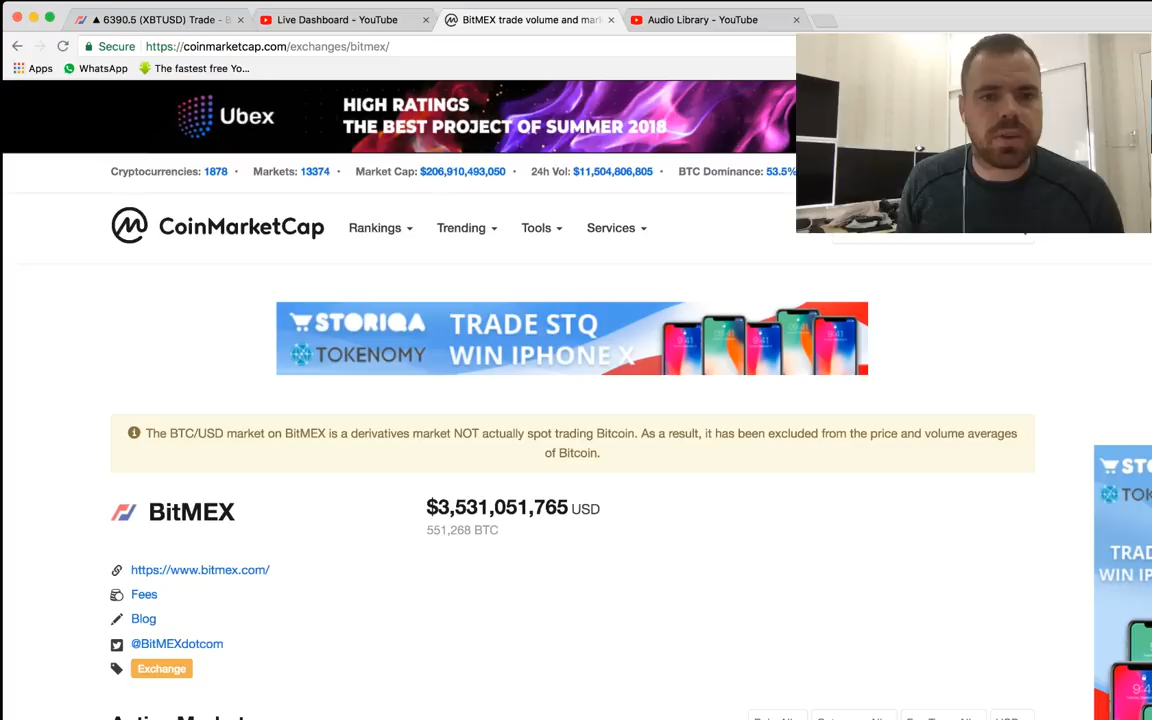 ▲ 6390.5 (XBTUSD) Trade - B
Live Dashboard - YouTube
BitMEX trade volume and mar
Audio Library - YouTube
Secure
https://coinmarketcap.com/exchanges/bitmex/
Apps
WhatsApp
The fastest free Yo...
Ubex
HIGH RATINGS
THE BEST PROJECT OF SUMMER 2018
Cryptocurrencies: 1878 • Markets: 13374 • Market Cap: $206,910,493,050 • 24h Vol: $11,504,806,805 • BTC Dominance: 53.5%
CoinMarketCap
Rankings
Trending
Tools
Services
STORIQA
TOKENOMY
TRADE STQ
WIN IPHONE X
The BTC/USD market on BitMEX is a derivatives market NOT actually spot trading Bitcoin. As a result, it has been excluded from the price and volume averages
of Bitcoin.
BitMEX
$3,531,051,765 USD
551,268 BTC
https://www.bitmex.com/
Fees
Blog
@BitMEXdotcom
Exchange
STO
TOK
TRAD
WIN IP